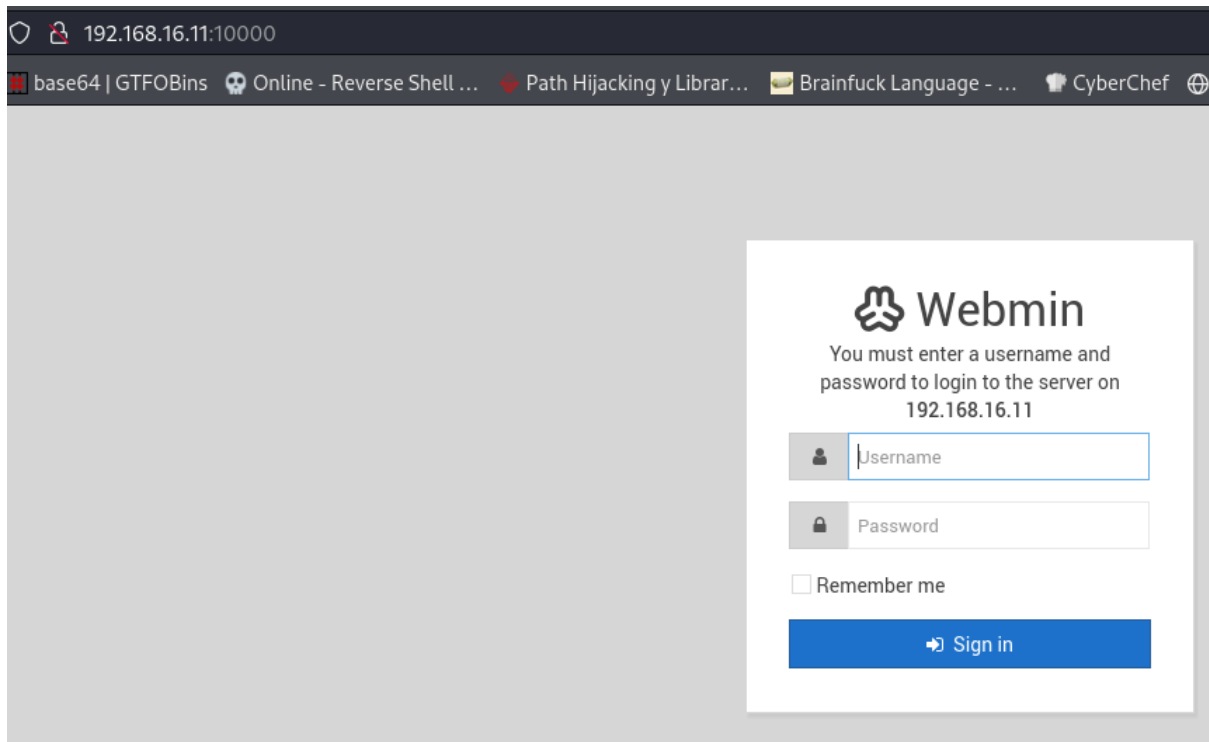 192.168.16.11:10000
base64 | GTFOBins Online - Reverse Shell ... Path Hijacking y Librar... Brainfuck Language - ... CyberChef
Webmin
You must enter a username and
password to login to the server on
192.168.16.11
Username
Password
Remember me
Sign in